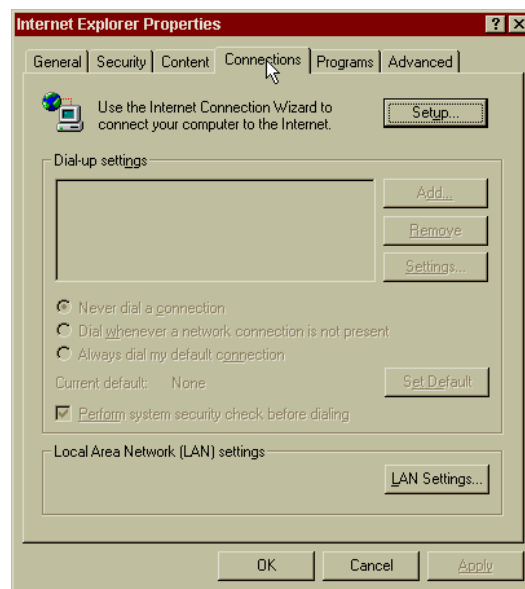 Internet Explorer Properties
General Security Content Connections Programs Advanced
Use the Internet Connection Wizard to
connect your computer to the Internet.
Setup...
Dial-up settings
Add...
Remove
Settings...
Never dial a connection
Dial whenever a network connection is not present
Always dial my default connection
Current default: None
Set Default
Perform system security check before dialing
Local Area Network (LAN) settings
LAN Settings...
OK Cancel Apply